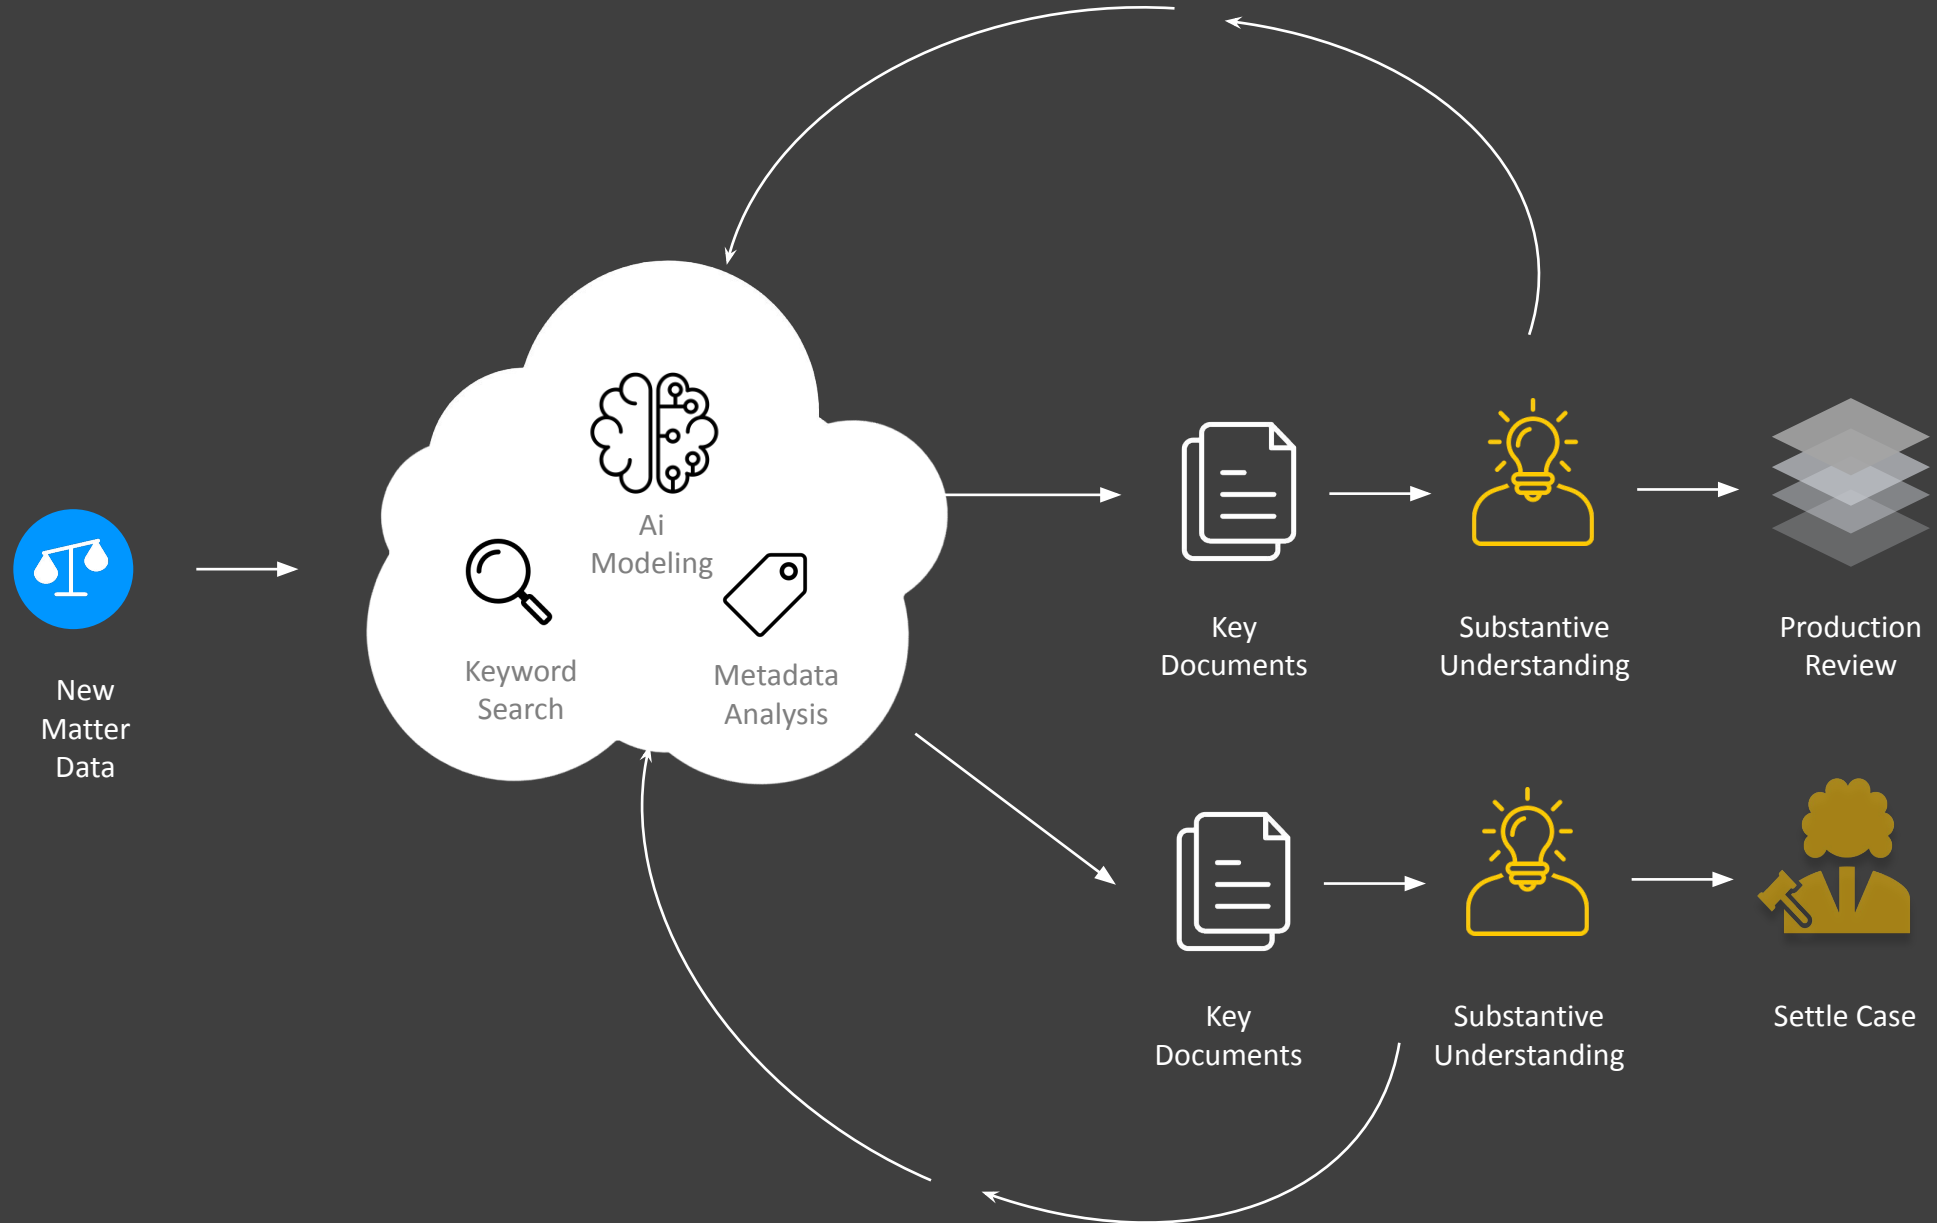 New
Matter
Data
Ai
Modeling
Keyword
Search
Metadata
Analysis
Key
Documents
Substantive
Understanding
Production
Review
Key
Documents
Substantive
Understanding
Settle Case